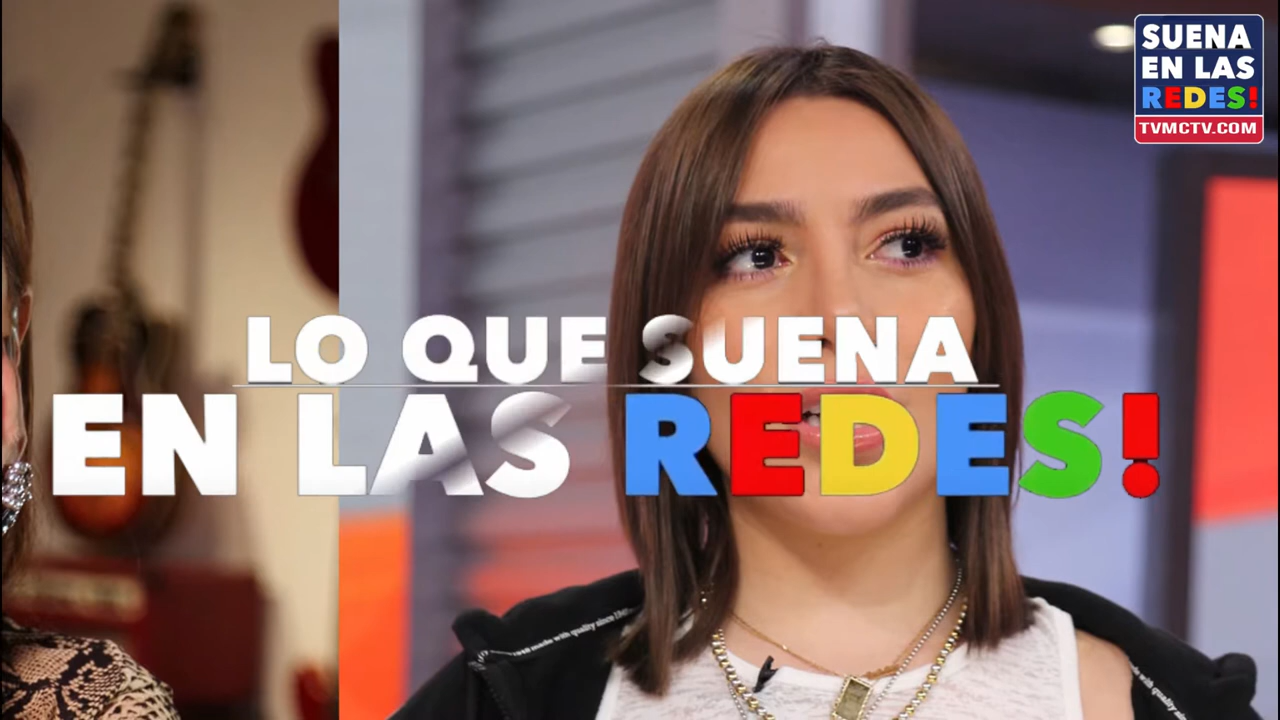 SUENA
EN LAS
REDES!
TVMCTV.COM
LO QUE SUENA
EN LAS REDES!